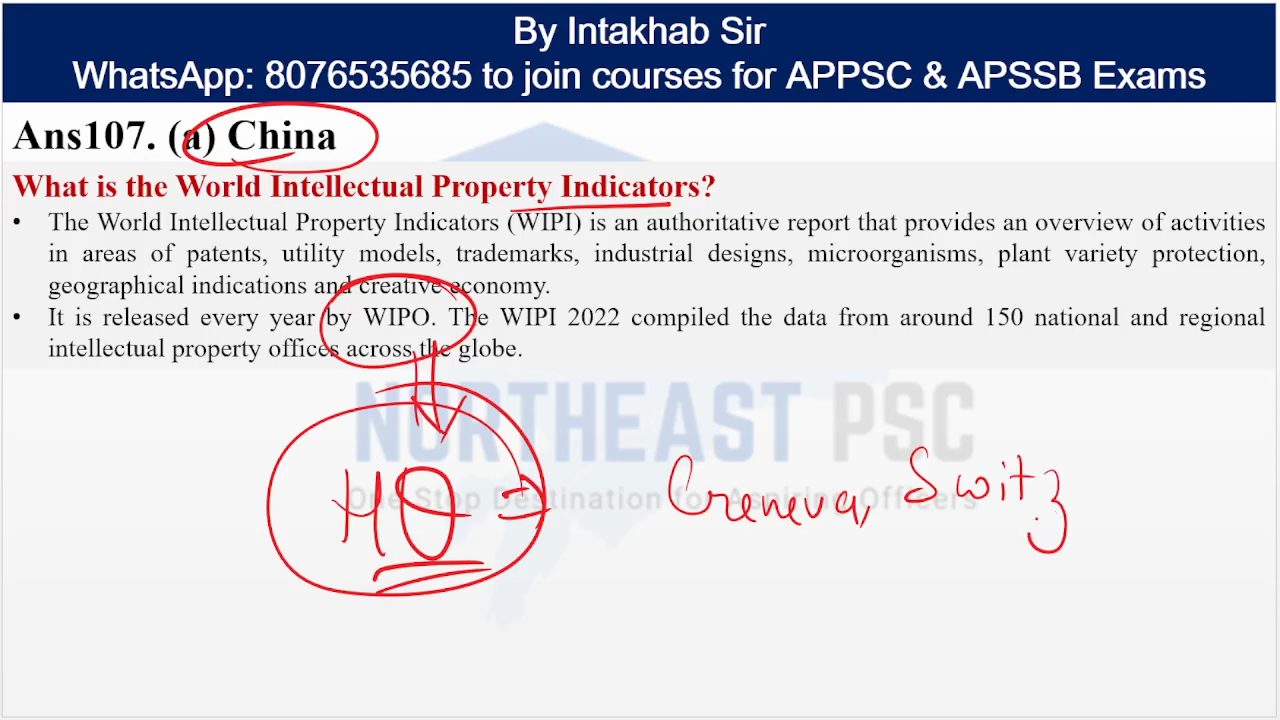 By Intakhab Sir
WhatsApp: 8076535685 to join courses for APPSC & APSSB Exams
Ans107. (a) China
What is the World Intellectual Property Indicators?
• The World Intellectual Property Indicators (WIPI) is an authoritative report that provides an overview of activities
in areas of patents, utility models, trademarks, industrial designs, microorganisms, plant variety protection,
geographical indications and creative economy.
• It is released every year by WIPO. The WIPI 2022 compiled the data from around 150 national and regional
intellectual property offices across the globe.
NORTHEAST PSC
HQ → Geneva, Switz
One Stop Destination for Aspiring Officers